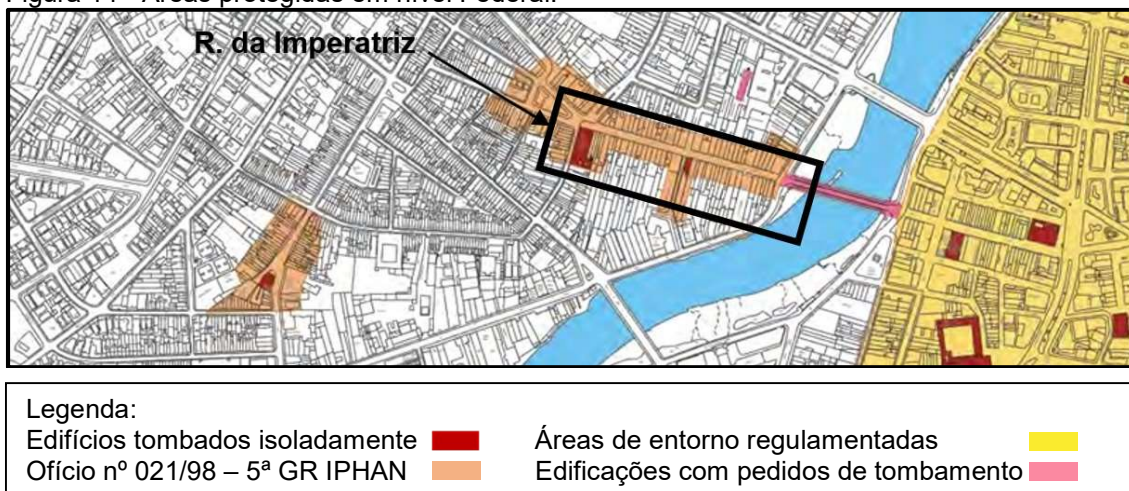 R. da Imperatriz
Legenda:
Edifícios tombados isoladamente
Áreas de entorno regulamentadas
Ofício nº 021/98 – 5ª GR IPHAN
Edificações com pedidos de tombamento